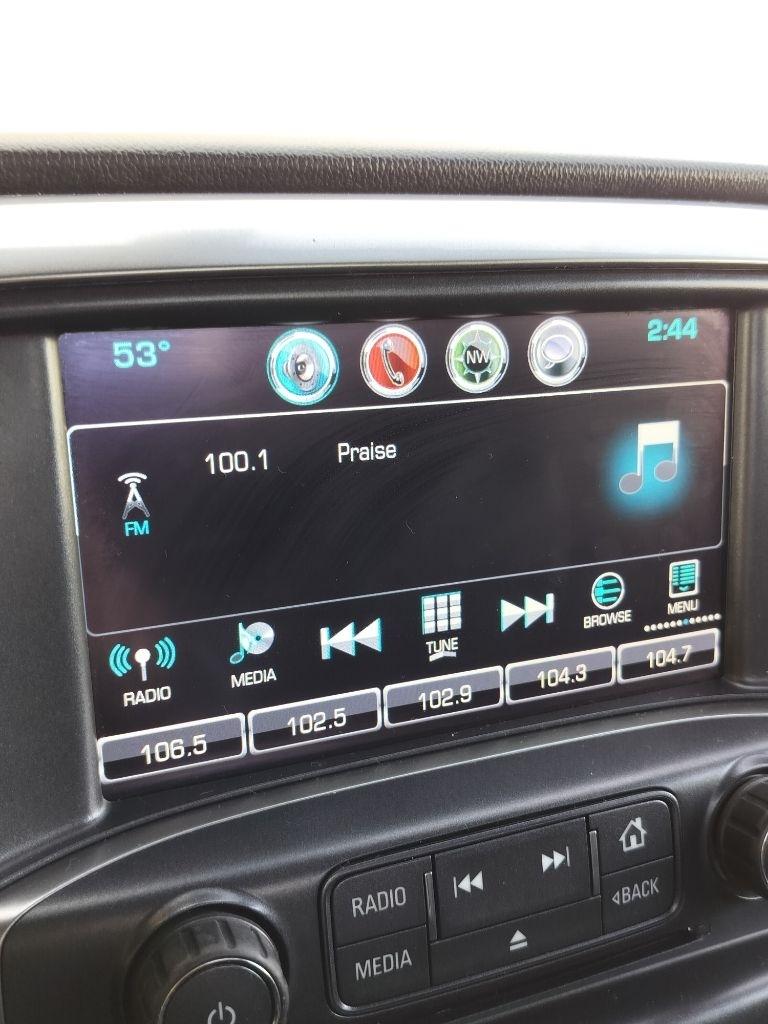 53°
NW
2:44
100.1 Praise
FM
RADIO
MEDIA
TUNE
BROWSE
MENU
106.5
102.5
102.9
104.3
104.7
RADIO
MEDIA
BACK